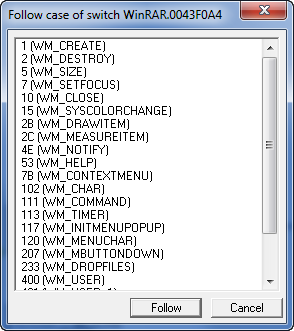 Follow case of switch WinRAR.0043F0A4
1 (WM_CREATE)
2 (WM_DESTROY)
5 (WM_SIZE)
7 (WM_SETFOCUS)
10 (WM_CLOSE)
15 (WM_SYSCOLORCHANGE)
2B (WM_DRAWITEM)
2C (WM_MEASUREITEM)
4E (WM_NOTIFY)
53 (WM_HELP)
7B (WM_CONTEXTMENU)
102 (WM_CHAR)
111 (WM_COMMAND)
113 (WM_TIMER)
117 (WM_INITMENUPOPUP)
120 (WM_MENUCHAR)
207 (WM_MBUTTONDOWN)
233 (WM_DROPFILES)
400 (WM_USER)
Follow
Cancel